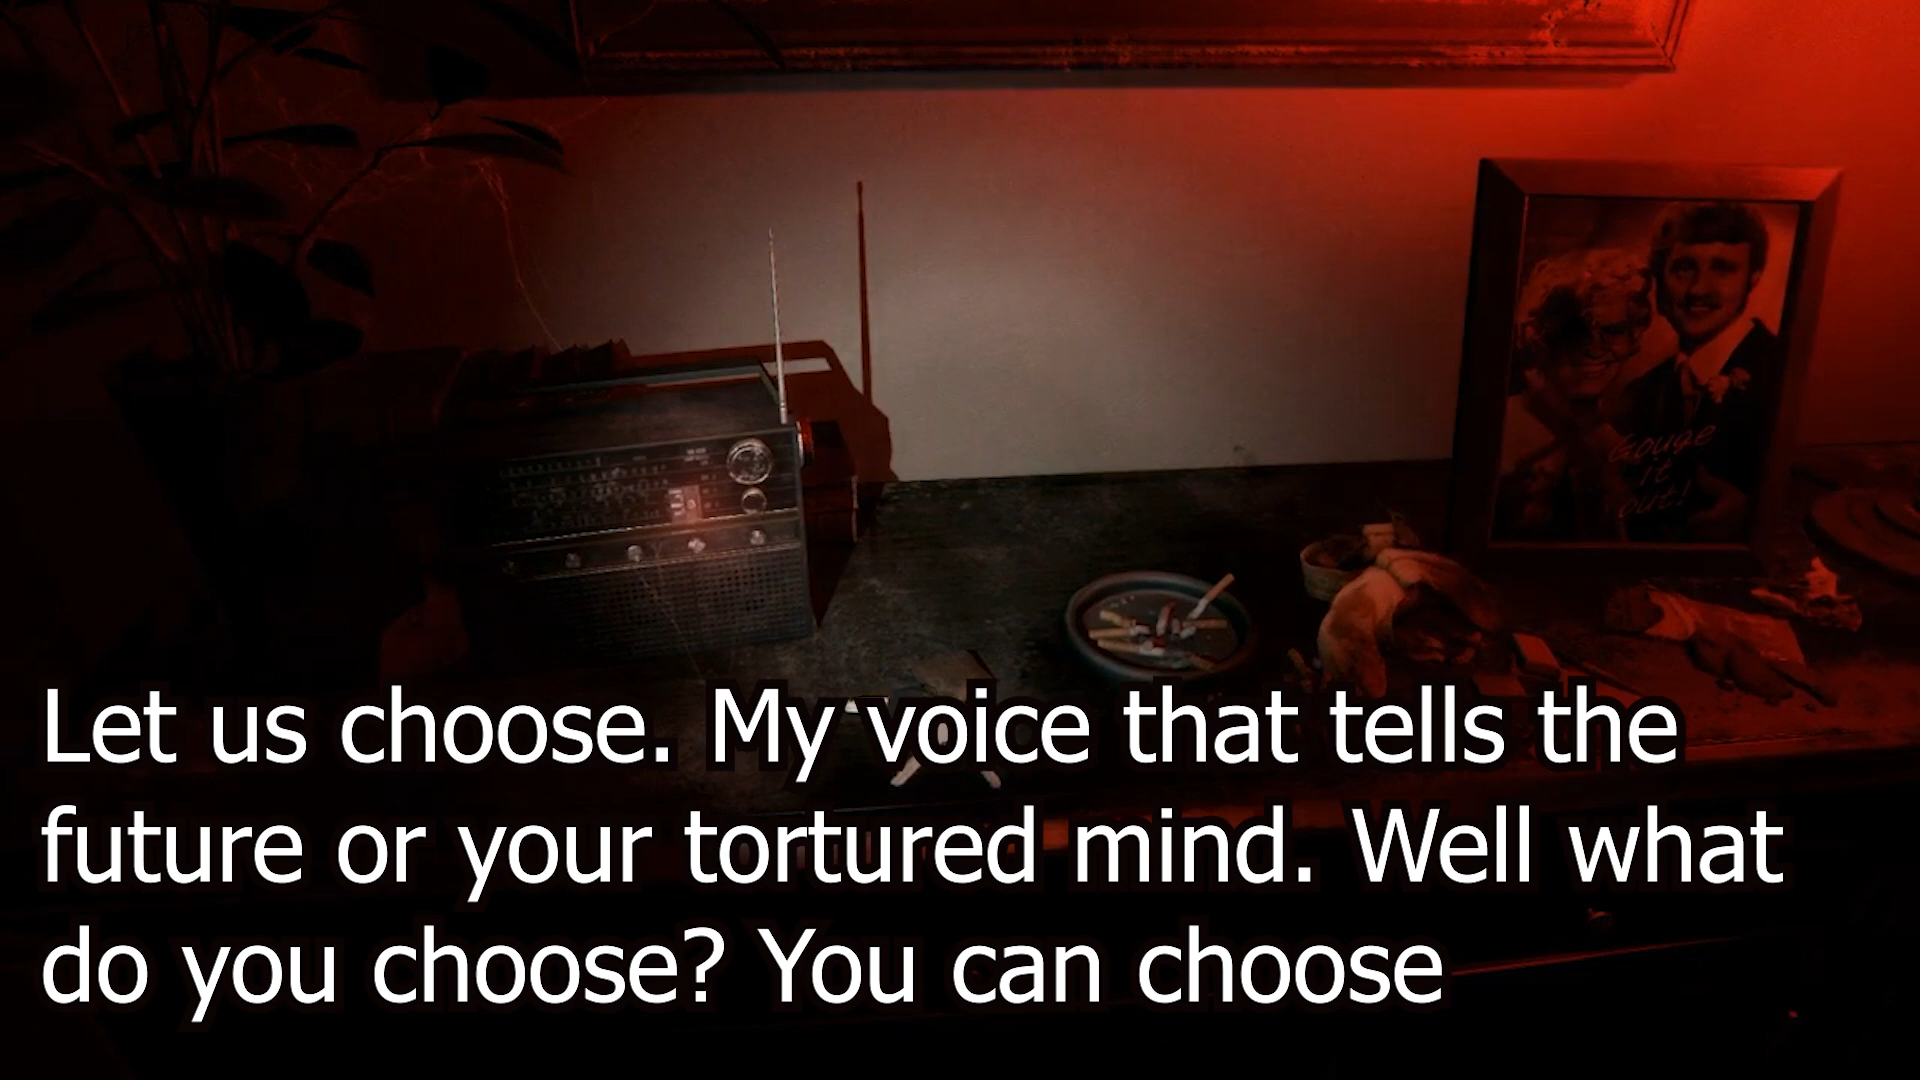 Gouge
it
out!
Let us choose. My voice that tells the
future or your tortured mind. Well what
do you choose? You can choose